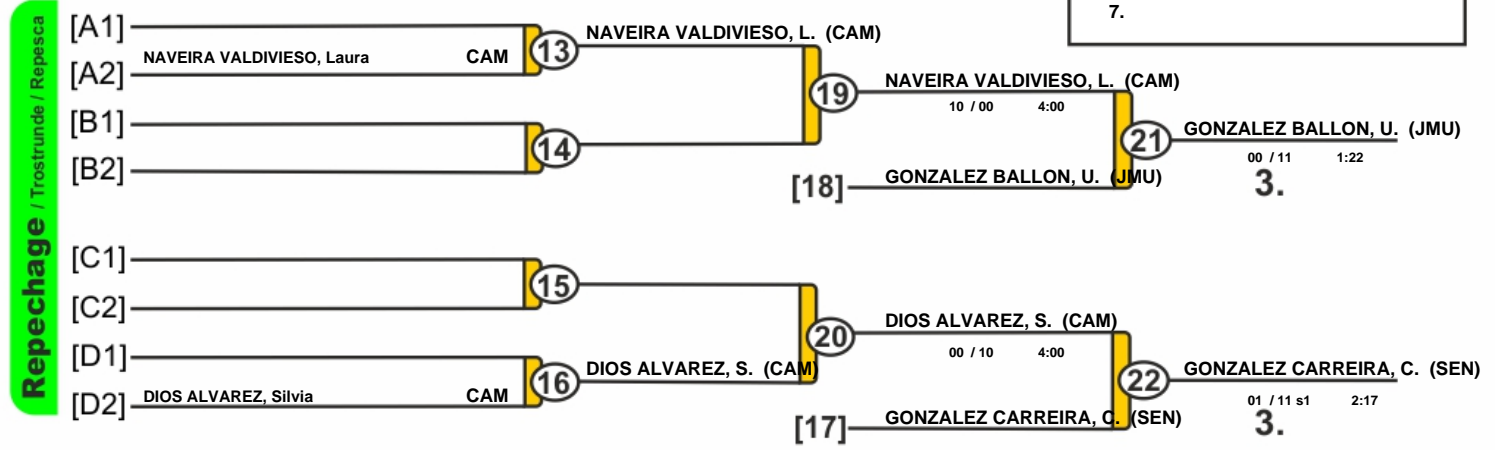 Repechage / Trostrunde / Repesca
7.
[A1]
NAVEIRA VALDIVIESO, Laura CAM
[A2]
13
NAVEIRA VALDIVIESO, L. (CAM)
[B1]
[B2]
14
19
NAVEIRA VALDIVIESO, L. (CAM)
10 / 00 4:00
[18]
GONZALEZ BALLON, U. (JMU)
21
GONZALEZ BALLON, U. (JMU)
00 / 11 1:22
3.
[C1]
[C2]
15
[D1]
DIOS ALVAREZ, Silvia CAM
[D2]
16
DIOS ALVAREZ, S. (CAM)
20
DIOS ALVAREZ, S. (CAM)
00 / 10 4:00
[17]
GONZALEZ CARREIRA, C. (SEN)
22
GONZALEZ CARREIRA, C. (SEN)
01 / 11 s1 2:17
3.